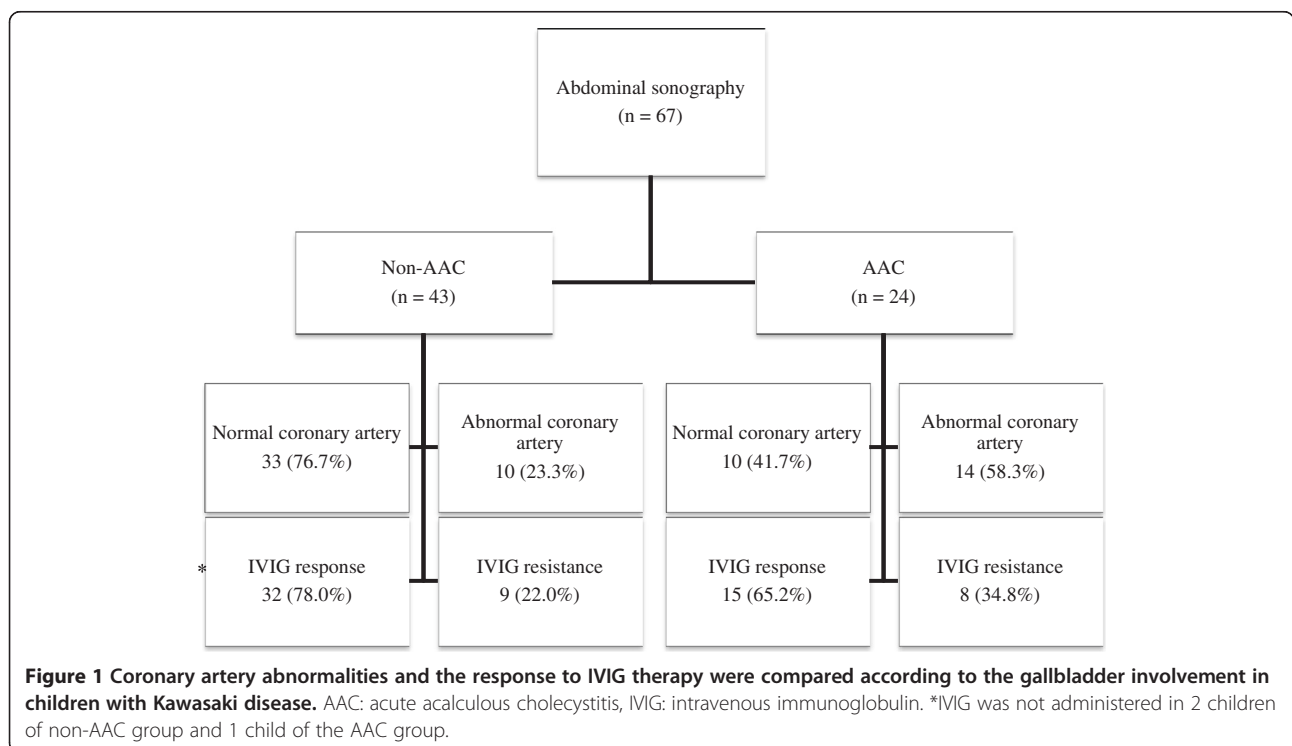 Abdominal sonography
(n = 67)
Non-AAC
(n = 43)
AAC
(n = 24)
Normal coronary artery
33 (76.7%)
Abnormal coronary
artery
10 (23.3%)
Normal coronary artery
10 (41.7%)
Abnormal coronary
artery
14 (58.3%)
*
IVIG response
32 (78.0%)
IVIG resistance
9 (22.0%)
IVIG response
15 (65.2%)
IVIG resistance
8 (34.8%)
Figure 1 Coronary artery abnormalities and the response to IVIG therapy were compared according to the gallbladder involvement in
children with Kawasaki disease. AAC: acute acalculous cholecystitis, IVIG: intravenous immunoglobulin. *IVIG was not administered in 2 children
of non-AAC group and 1 child of the AAC group.